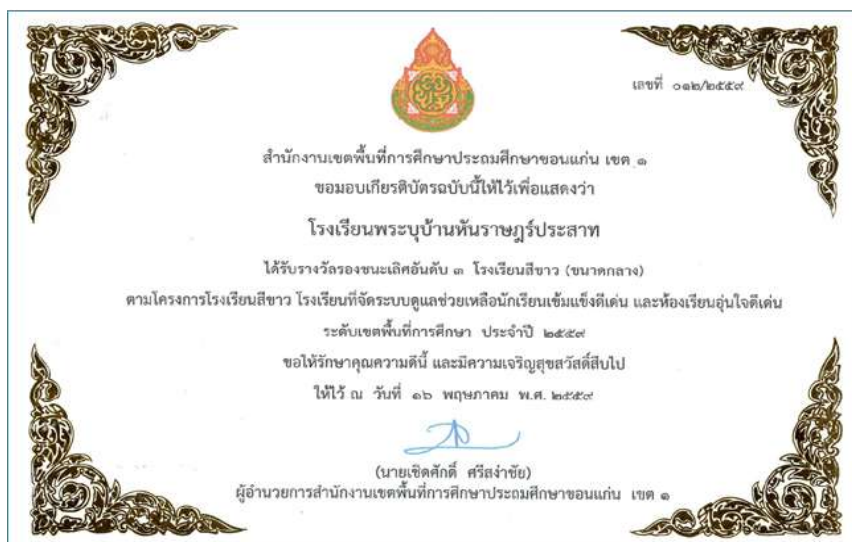 เลขที่ ๐๑๒/๒๕๕๙
สำนักงานเขตพื้นที่การศึกษาประถมศึกษาขอนแก่น เขต ๑
ขอมอบเกียรติบัตรฉบับนี้ให้ไว้เพื่อแสดงว่า
โรงเรียนพระบุบ้านหันราษฎร์ประสาท
ได้รับรางวัลรองชนะเลิศอันดับ ๓ โรงเรียนสีขาว (ขนาดกลาง)
ตามโครงการโรงเรียนสีขาว โรงเรียนที่จัดระบบดูแลช่วยเหลือนักเรียนเข้มแข็งดีเด่น และห้องเรียนอุ่นใจดีเด่น
ระดับเขตพื้นที่การศึกษา ประจำปี ๒๕๕๙
ขอให้รักษาคุณความดีนี้ และมีความเจริญสุขสวัสดิ์สืบไป
ให้ไว้ ณ วันที่ ๑๖ พฤษภาคม พ.ศ. ๒๕๕๙
(นายเชิดศักดิ์ ศรีสง่าชัย)
ผู้อำนวยการสำนักงานเขตพื้นที่การศึกษาประถมศึกษาขอนแก่น เขต ๑